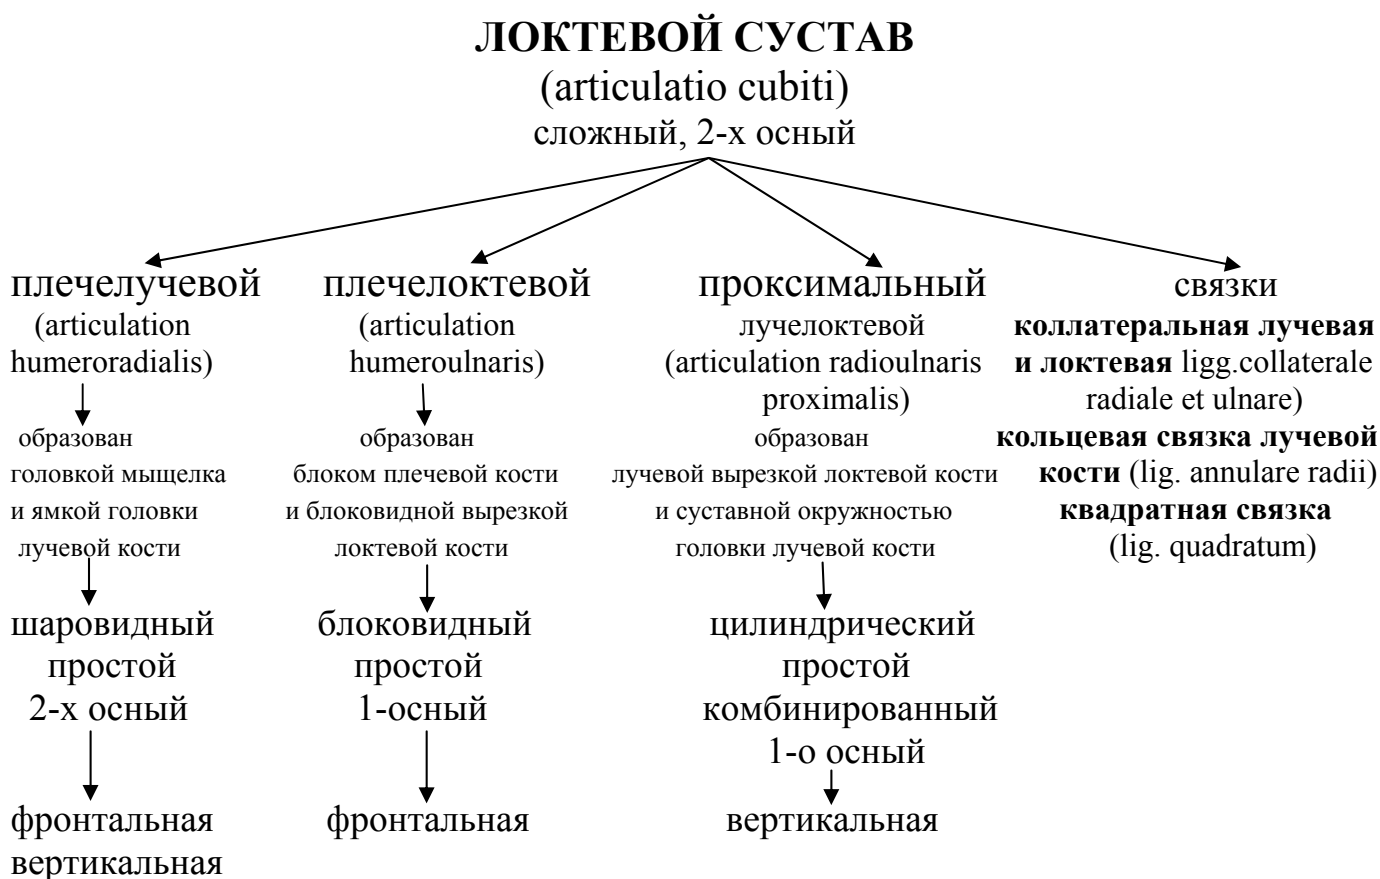 ЛОКТЕВОЙ СУСТАВ
(articulatio cubiti)
сложный, 2-х осный
плечелучевой
(articulation
humeroradialis)
образован
головкой мыщелка
и ямкой головки
лучевой кости
шаровидный
простой
2-х осный
фронтальная
вертикальная
плечелоктевой
(articulation
humeroulnaris)
образован
блоком плечевой кости
и блоковидной вырезкой
локтевой кости
блоковидный
простой
1-осный
фронтальная
проксимальный
лучелоктевой
(articulation radioulnaris
proximalis)
образован
лучевой вырезкой локтевой кости
и суставной окружностью
головки лучевой кости
цилиндрический
простой
комбинированный
1-о осный
вертикальная
связки
коллатеральная лучевая
и локтевая ligg.collaterale
radiale et ulnare)
кольцевая связка лучевой
кости (lig. annulare radii)
квадратная связка
(lig. quadratum)